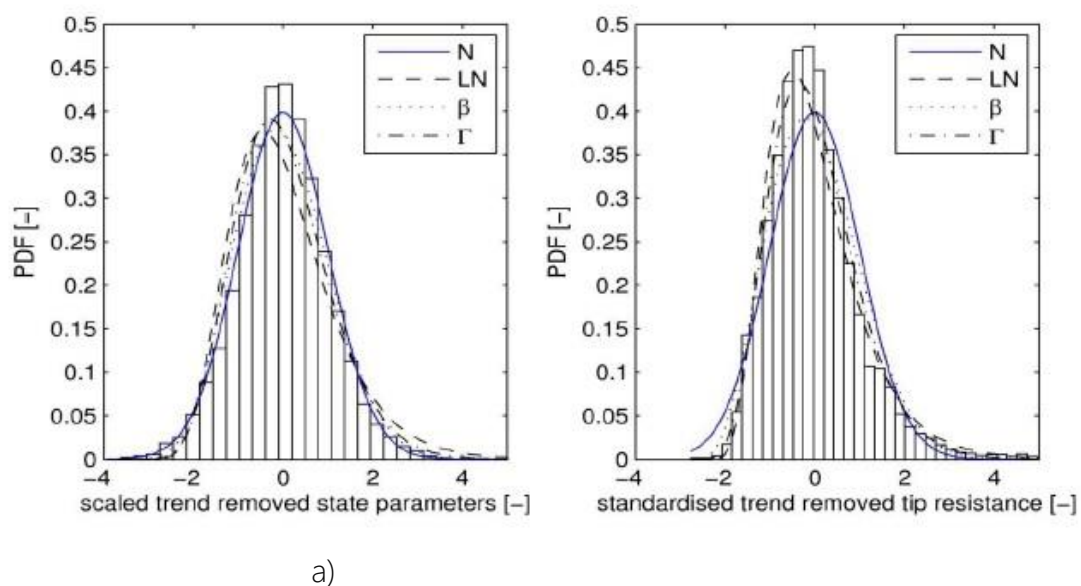 0.5
0.45
0.4
0.35
0.3
0.25
0.2
0.15
0.1
0.05
0
PDF [-]
N
LN
β
Γ
-4
-2
0
2
4
scaled trend removed state parameters [-]
0.5
0.45
0.4
0.35
0.3
0.25
0.2
0.15
0.1
0.05
0
PDF [-]
N
LN
β
Γ
-4
-2
0
2
4
standardised trend removed tip resistance [-]
a)